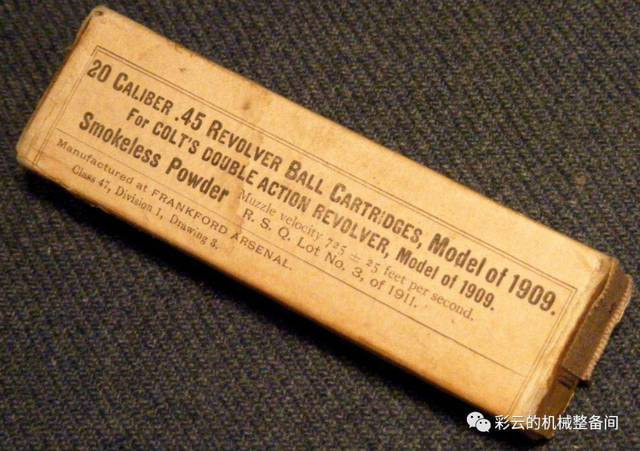 20 CALIBER .45 REVOLVER BALL CARTRIDGES, Model of 1909.
For COLT'S DOUBLE ACTION REVOLVER, Model of 1909.
Smokeless Powder
Muzzle velocity 725 ± 25 feet per second.
R. S. Q. Lot No. 3, of 1911.
Manufactured at FRANKFORD ARSENAL.
Class 47, Division 1, Drawing 8.
彩云的机械整备间